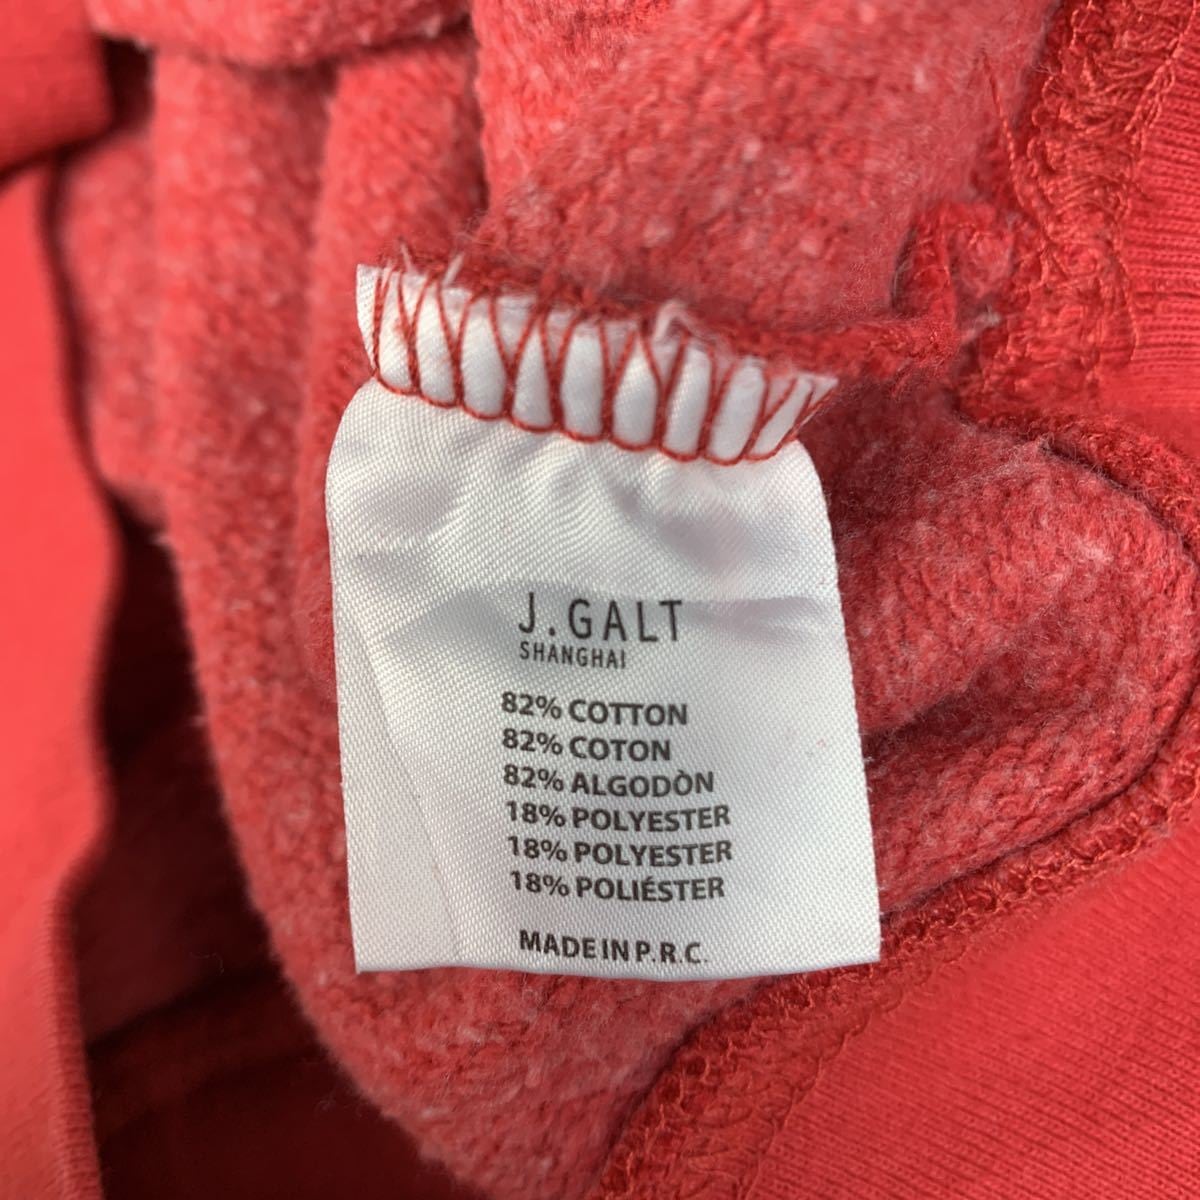 J.GALT
SHANGHAI
82% COTTON
82% COTON
82% ALGODÒN
18% POLYESTER
18% POLYESTER
18% POLIÉSTER
MADE IN P.R.C.